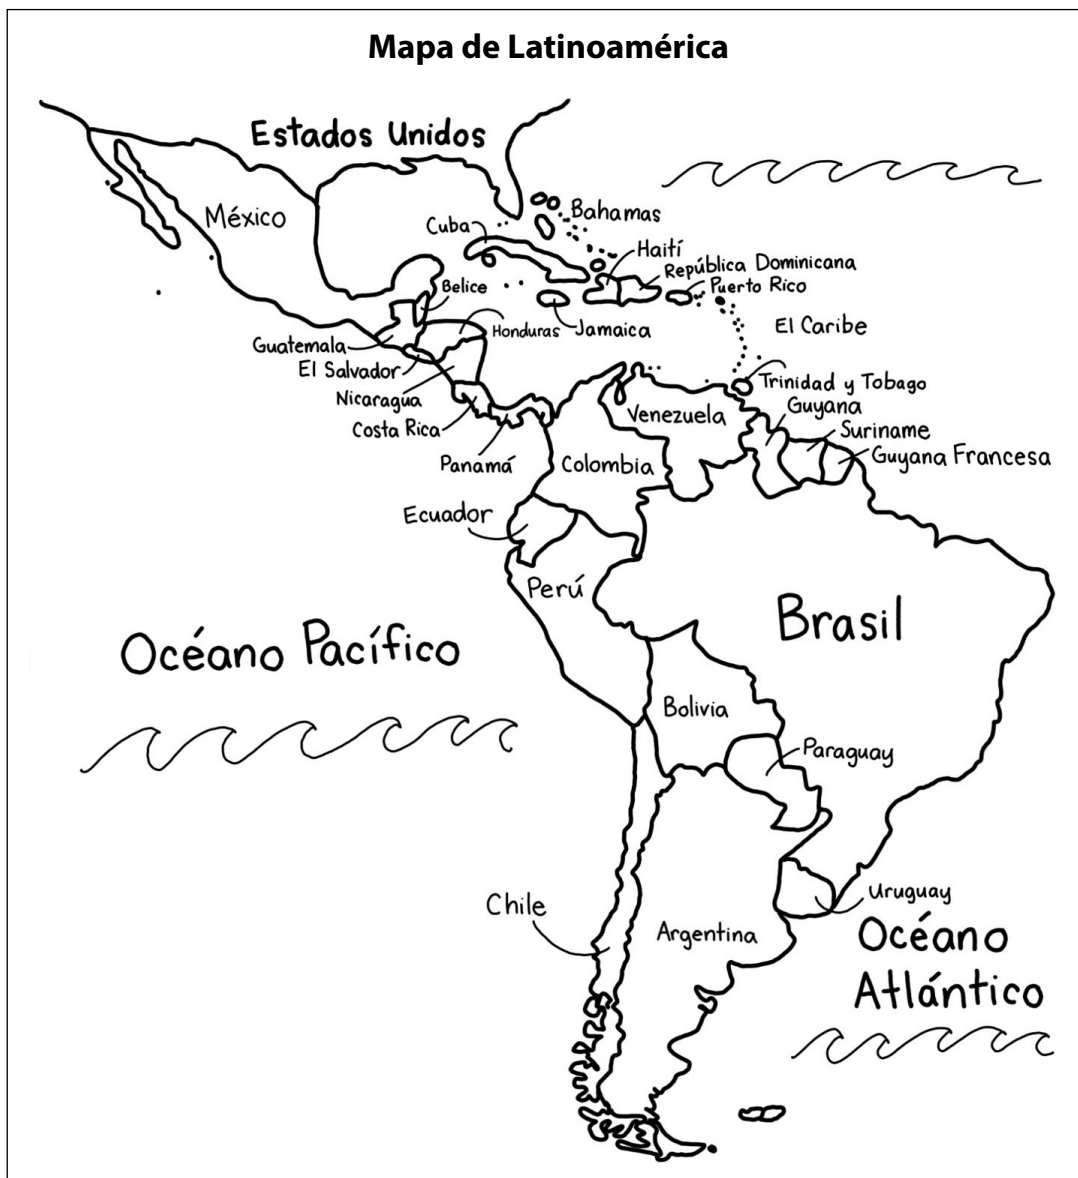 Mapa de Latinoamérica
Estados Unidos
México
Bahamas
Cuba
Haití
República Dominicana
Puerto Rico
Belice
El Caribe
Honduras
Jamaica
Guatemala
El Salvador
Nicaragua
Costa Rica
Panamá
Trinidad y Tobago
Venezuela
Guyana
Suriname
Guyana Francesa
Colombia
Ecuador
Perú
Brasil
Océano Pacífico
Bolivia
Paraguay
Chile
Uruguay
Argentina
Océano
Atlántico